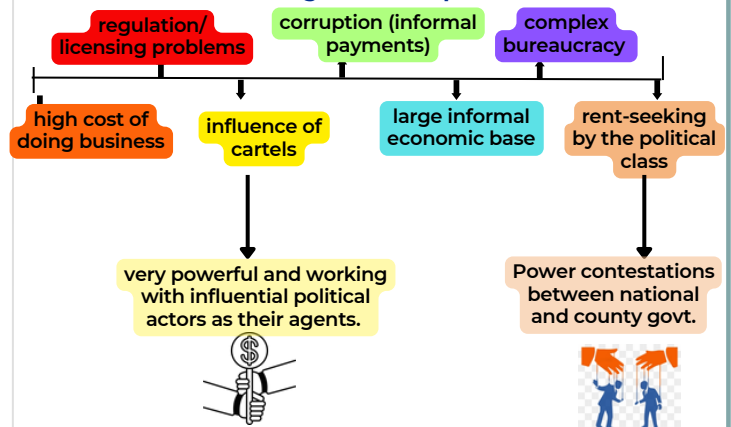 regulation/
licensing problems
corruption (informal
payments)
complex
bureaucracy
high cost of
doing business
influence of
cartels
large informal
economic base
rent-seeking
by the political
class
very powerful and working
with influential political
actors as their agents.
Power contestations
between national
and county govt.
$